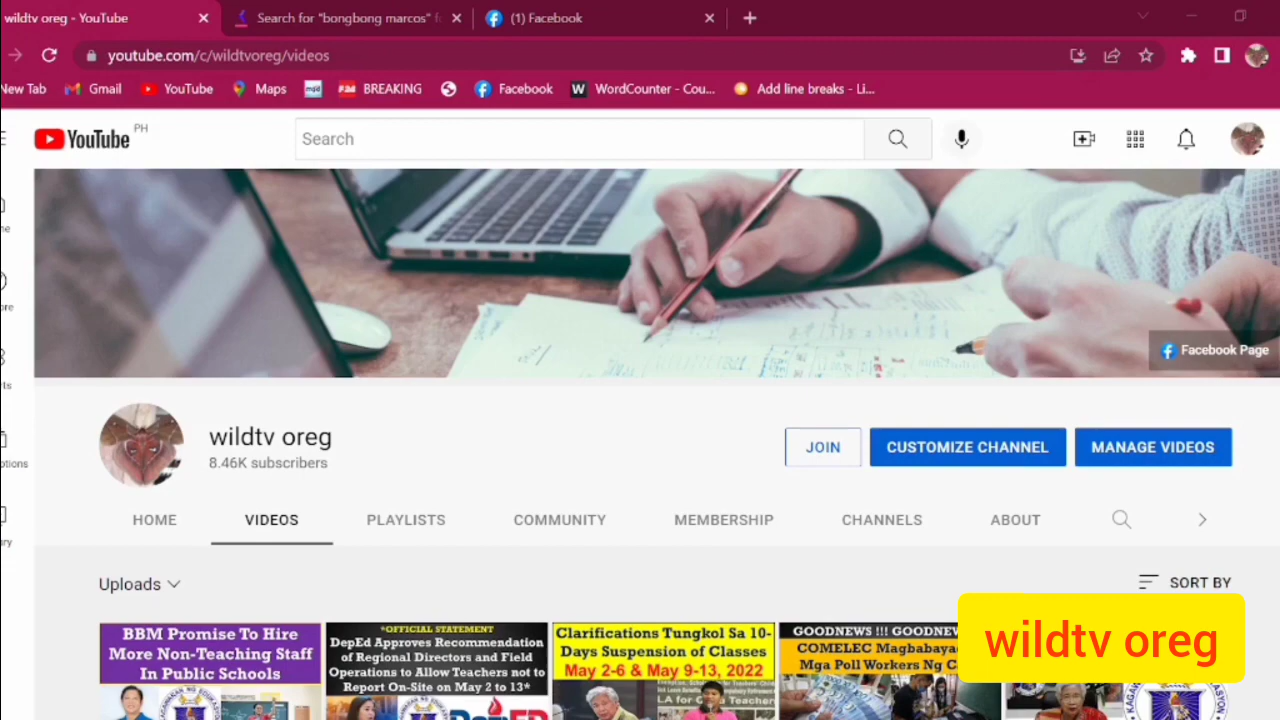 wildtv oreg - YouTube
Search for "bongbong marcos" f
(1) Facebook
youtube.com/c/wildtvoreg/videos
New Tab
Gmail
YouTube
Maps
BREAKING
Facebook
W
WordCounter - Cou...
Add line breaks - Li...
YouTube PH
Search
Facebook Page
wildtv oreg
8.46K subscribers
JOIN
CUSTOMIZE CHANNEL
MANAGE VIDEOS
HOME
VIDEOS
PLAYLISTS
COMMUNITY
MEMBERSHIP
CHANNELS
ABOUT
Uploads
SORT BY
BBM Promise To Hire
More Non-Teaching Staff
In Public Schools
*OFFICIAL STATEMENT
DepEd Approves Recommendation
of Regional Directors and Field
Operations to Allow Teachers not to
Report On-Site on May 2 to 13*
DepED
Clarifications Tungkol Sa 10-
Days Suspension of Classes
May 2-6 & May 9-13, 2022
GOODNEWS !!! GOODNEW
COMELEC Magbabaya
Mga Poll Workers Ng
wildtv oreg